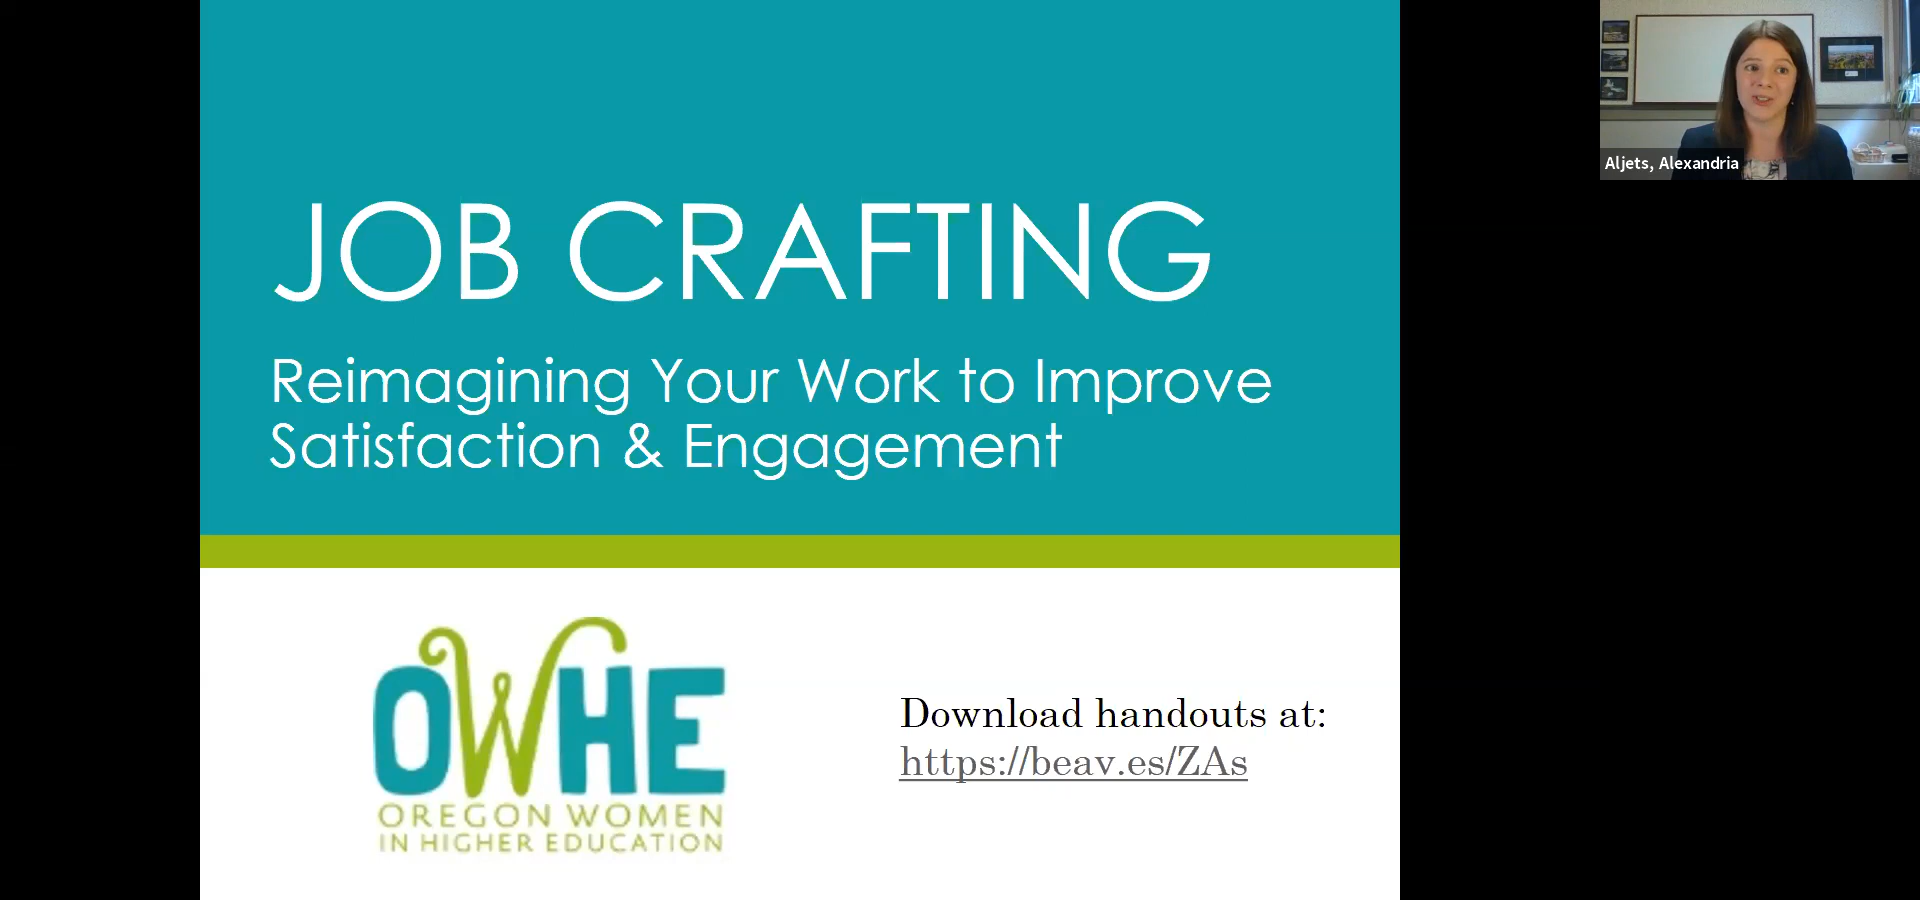 JOB CRAFTING
Reimagining Your Work to Improve
Satisfaction & Engagement
OWHE
OREGON WOMEN
IN HIGHER EDUCATION
Download handouts at:
https://beav.es/ZAs
Aljets, Alexandria